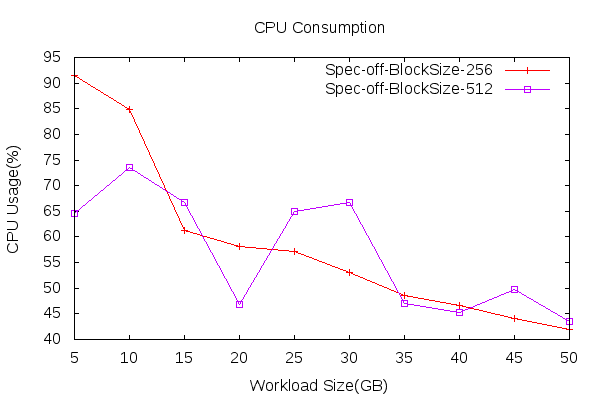 CPU Consumption
Spec-off-BlockSize-256
Spec-off-BlockSize-512
95
90
85
80
75
70
65
60
55
50
45
40
CPU Usage(%)
5 10 15 20 25 30 35 40 45 50
Workload Size(GB)